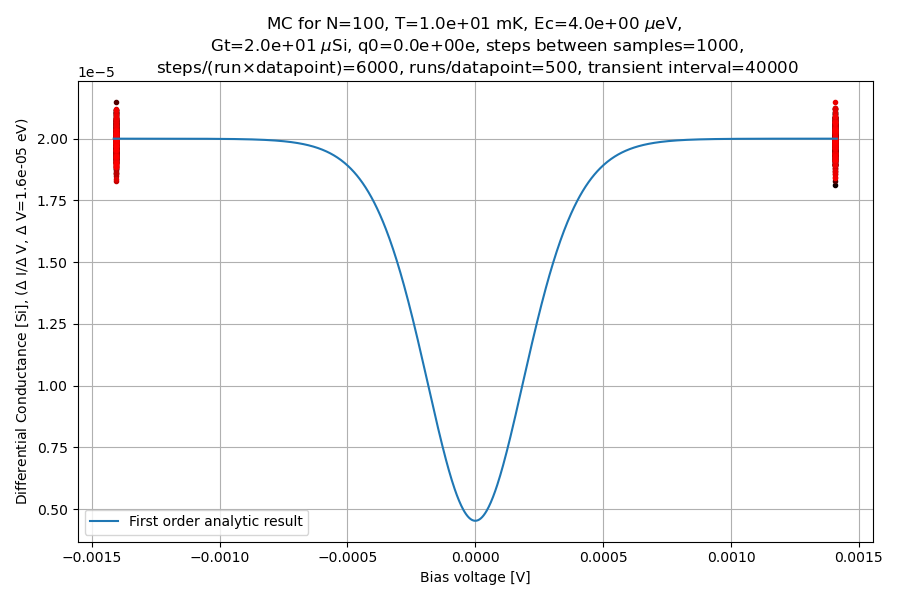 MC for N=100, T=1.0e+01 mK, Ec=4.0e+00 μeV,
Gt=2.0e+01 μSi, q0=0.0e+00e, steps between samples=1000,
steps/(run×datapoint)=6000, runs/datapoint=500, transient interval=40000
1e−5
2.00
1.75
1.50
1.25
1.00
0.75
0.50
Differential Conductance [Si], (Δ I/Δ V, Δ V=1.6e-05 eV)
First order analytic result
−0.0015
−0.0010
−0.0005
0.0000
0.0005
0.0010
0.0015
Bias voltage [V]